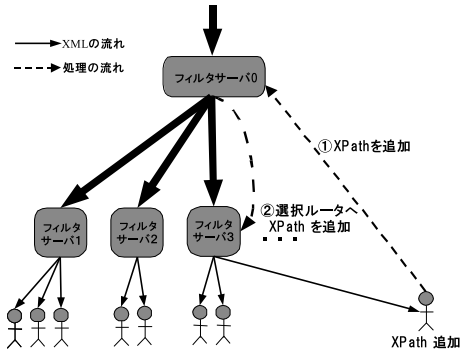 XMLの流れ
処理の流れ
フィルタサーバ0
①XPathを追加
②選択ルータへ
XPath を追加
フィルタ
サーバ1
フィルタ
サーバ2
フィルタ
サーバ3
XPath 追加